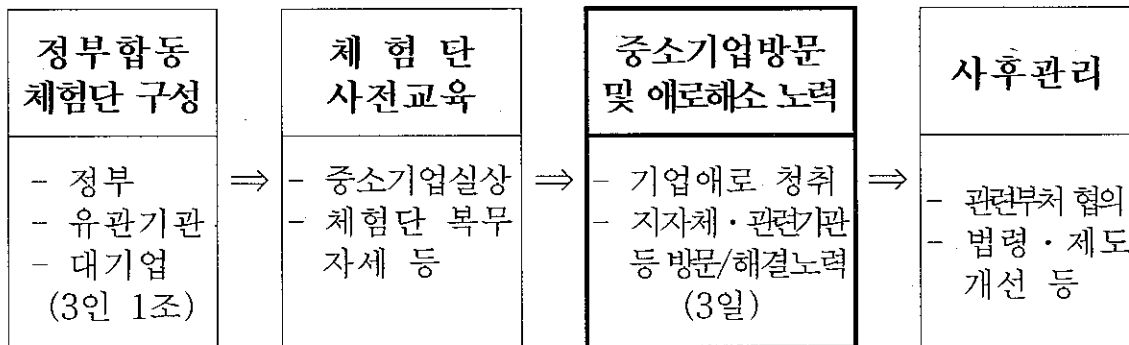 정부합동
체험단 구성
- 정부
- 유관기관
- 대기업
(3인 1조)
⇒
체 험 단
사전교육
- 중소기업실상
- 체험단 복무
자세 등
⇒
중소기업방문
및 애로해소 노력
- 기업애로 청취
- 지자체·관련기관
등 방문/해결노력
(3일)
⇒
사후관리
- 관련부처 협의
- 법령·제도
개선 등